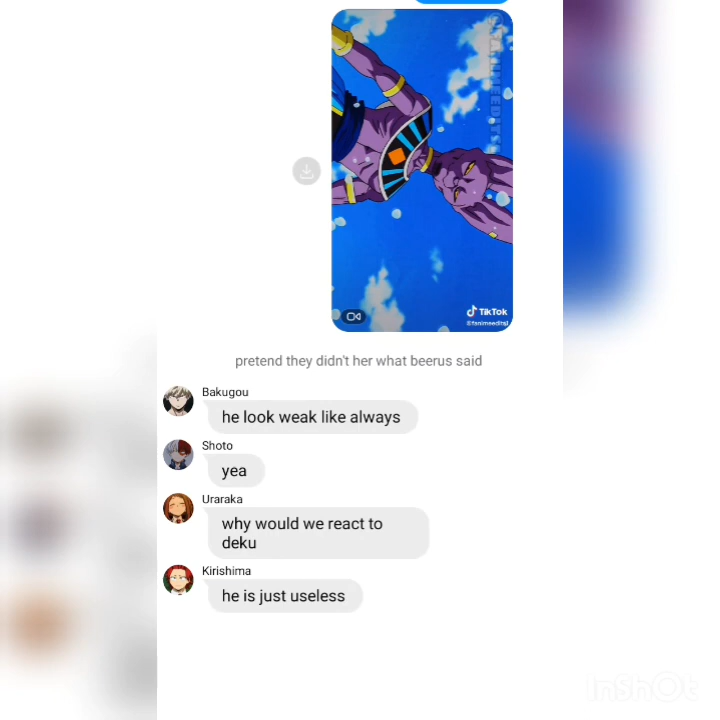 TikTok
@fanimeeditsj
pretend they didn't her what beerus said
Bakugou
he look weak like always
Shoto
yea
Uraraka
why would we react to
deku
Kirishima
he is just useless
InShOt